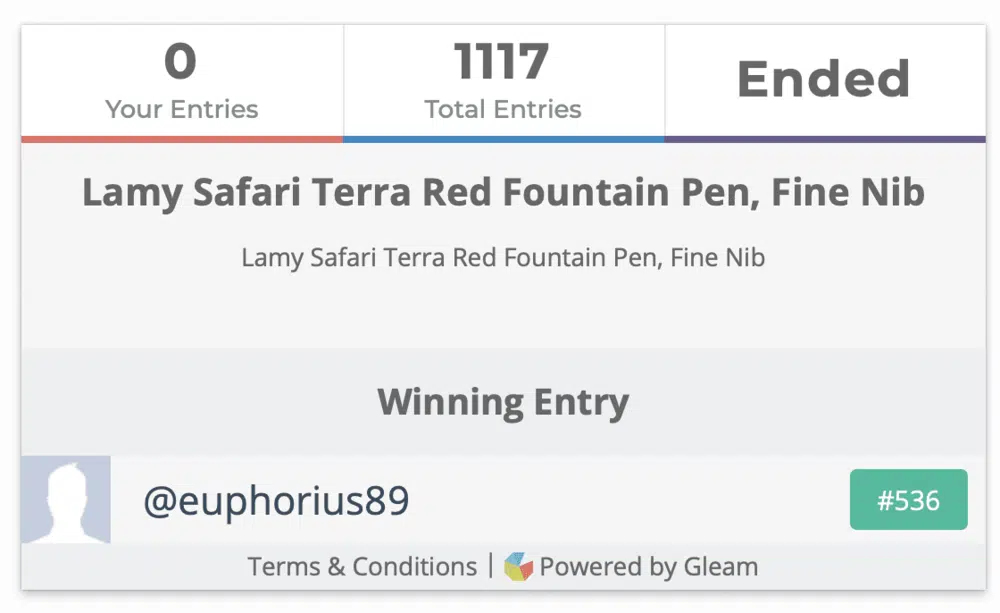 0
Your Entries
1117
Total Entries
Ended
Lamy Safari Terra Red Fountain Pen, Fine Nib
Lamy Safari Terra Red Fountain Pen, Fine Nib
Winning Entry
@euphorius89
#536
Terms & Conditions | Powered by Gleam